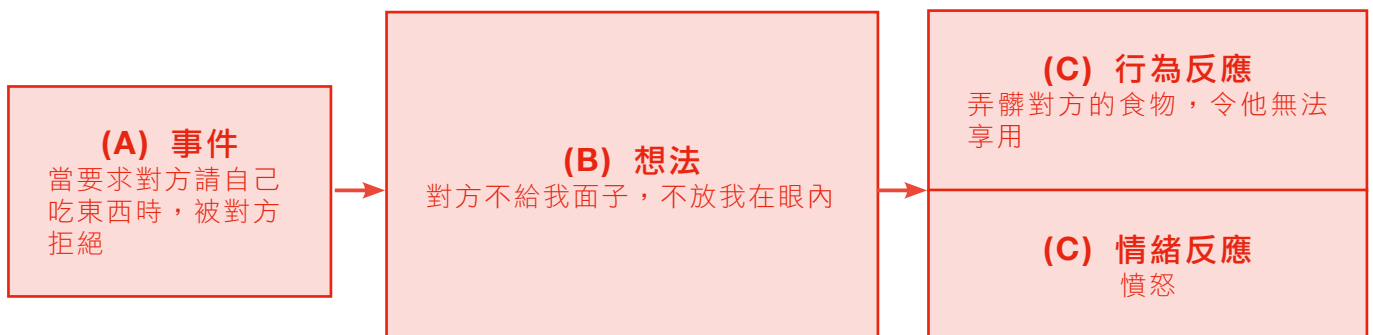 (A) 事件
當要求對方請自己
吃東西時，被對方
拒絕
(B) 想法
對方不給我面子，不放我在眼內
(C) 行為反應
弄髒對方的食物，令他無法
享用
(C) 情緒反應
憤怒